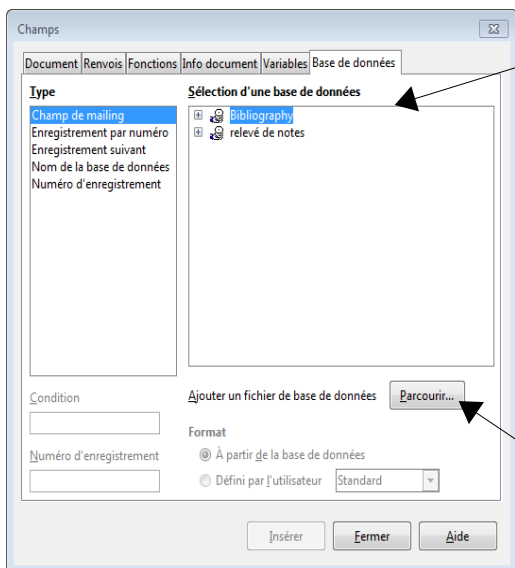 Champs
Document Renvois Fonctions Info document Variables Base de données
Type
Sélection d'une base de données
Champ de mailing
Enregistrement par numéro
Enregistrement suivant
Nom de la base de données
Numéro d'enregistrement
Bibliography
relevé de notes
Condition
Ajouter un fichier de base de données Parcourir...
Format
Numéro d'enregistrement
À partir de la base de données
Défini par l'utilisateur Standard
Insérer Fermer Aide